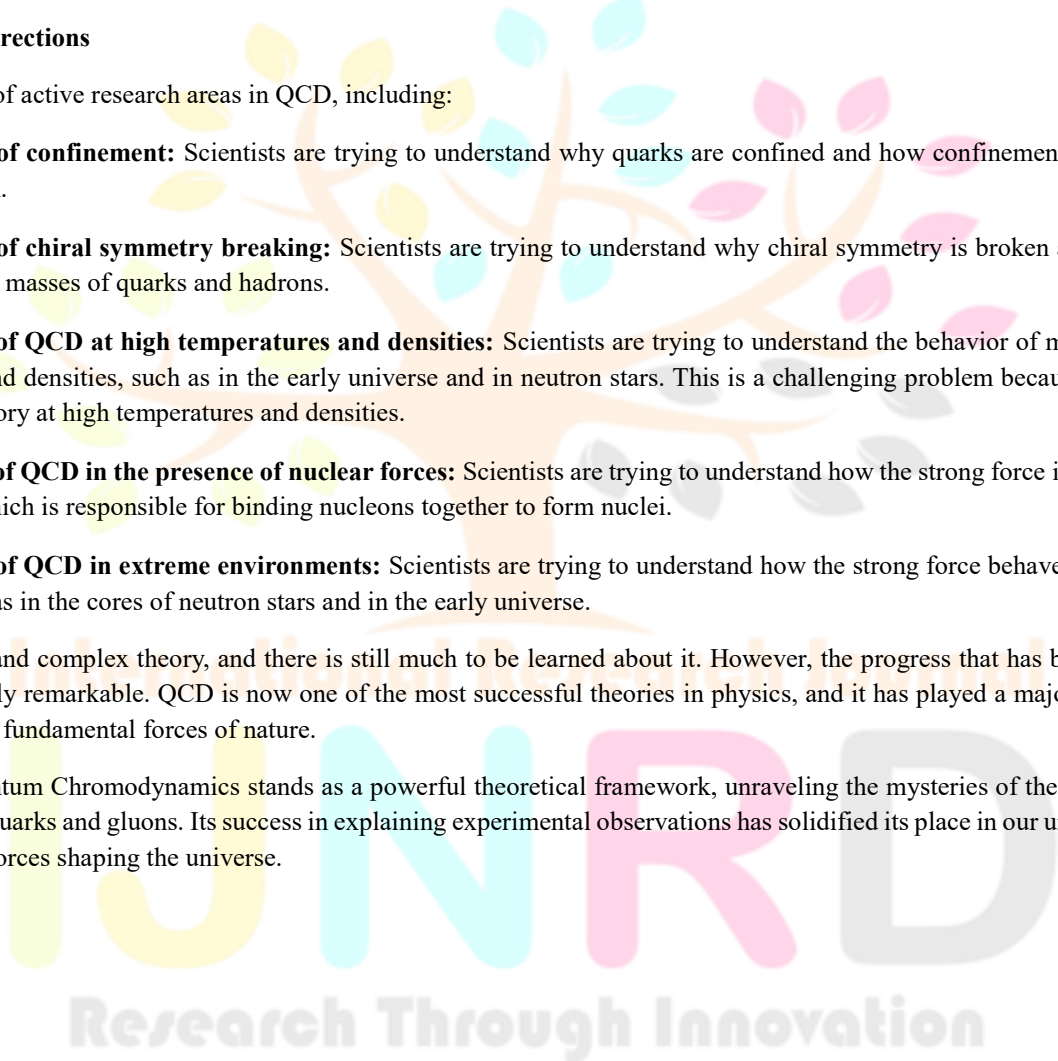 rections
of active research areas in QCD, including:
of confinement: Scientists are trying to understand why quarks are confined and how confinemen
.
of chiral symmetry breaking: Scientists are trying to understand why chiral symmetry is broken
masses of quarks and hadrons.
of QCD at high temperatures and densities: Scientists are trying to understand the behavior of m
nd densities, such as in the early universe and in neutron stars. This is a challenging problem becau
ory at high temperatures and densities.
of QCD in the presence of nuclear forces: Scientists are trying to understand how the strong force i
hich is responsible for binding nucleons together to form nuclei.
of QCD in extreme environments: Scientists are trying to understand how the strong force behave
as in the cores of neutron stars and in the early universe.
International Research Journal
and complex theory, and there is still much to be learned about it. However, the progress that has b
ly remarkable. QCD is now one of the most successful theories in physics, and it has played a majo
fundamental forces of nature.
ntum Chromodynamics stands as a powerful theoretical framework, unraveling the mysteries of the
uarks and gluons. Its success in explaining experimental observations has solidified its place in our u
orces shaping the universe.
IJNRD
Research Through Innovation